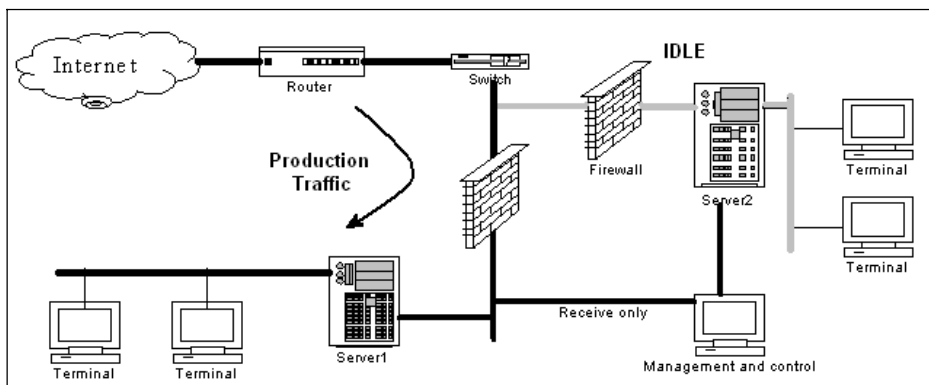 Internet
Router
Switch
IDLE
Firewall
Server2
Terminal
Terminal
Production
Traffic
Terminal
Terminal
Server1
Receive only
Management and control